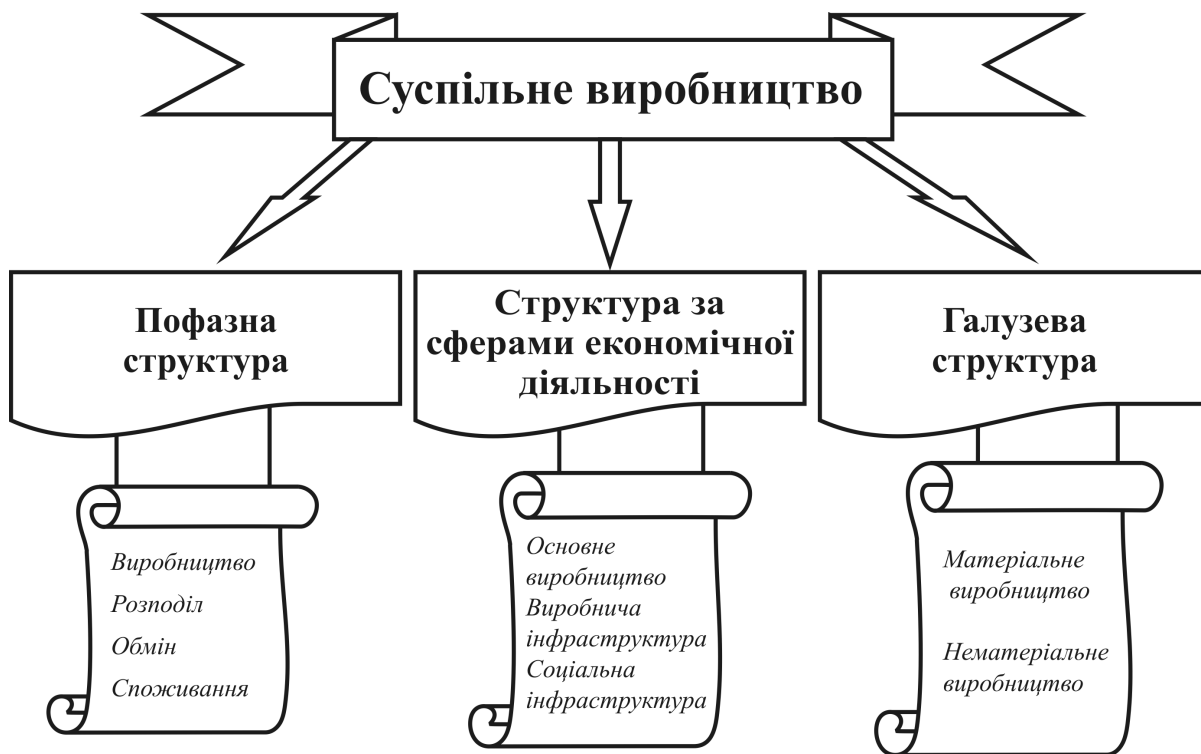 Суспільне виробництво
Пофазна
структура
Структура за
сферами економічної
діяльності
Галузева
структура
Виробництво
Розподіл
Обмін
Споживання
Основне
виробництво
Виробнича
інфраструктура
Соціальна
інфраструктура
Матеріальне
виробництво
Нематеріальне
виробництво